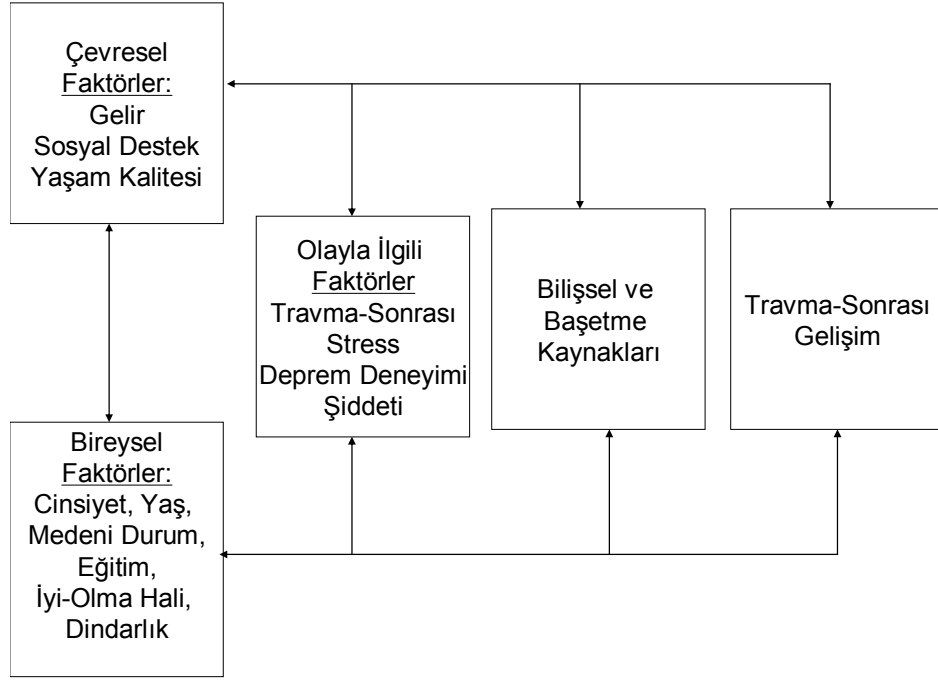 Çevresel
Faktörler:
Gelir
Sosyal Destek
Yaşam Kalitesi
Olayla İlgili
Faktörler
Travma-Sonrası
Stress
Deprem Deneyimi
Şiddeti
Bilişsel ve
Başetme
Kaynakları
Travma-Sonrası
Gelişim
Bireysel
Faktörler:
Cinsiyet, Yaş,
Medeni Durum,
Eğitim,
İyi-Olma Hali,
Dindarlık